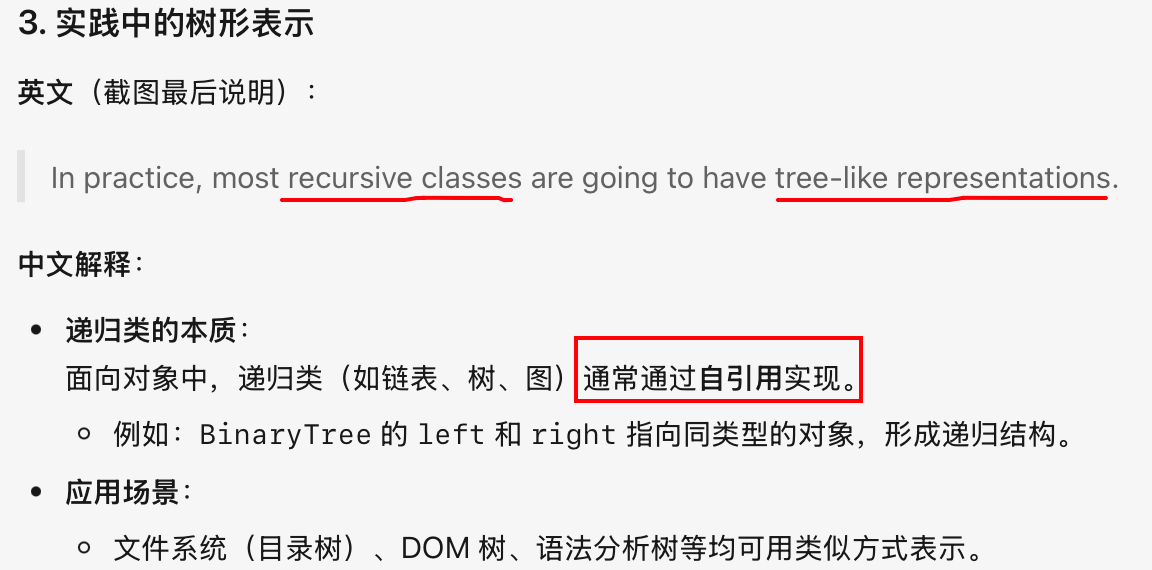 3. 实践中的树形表示
英文（截图最后说明）:
In practice, most recursive classes are going to have tree-like representations.
中文解释:
• 递归类的本质:
面向对象中，递归类（如链表、树、图）通常通过自引用实现。
○ 例如：BinaryTree 的 left 和 right 指向同类型的对象，形成递归结构。
• 应用场景:
○ 文件系统（目录树）、DOM 树、语法分析树等均可用类似方式表示。